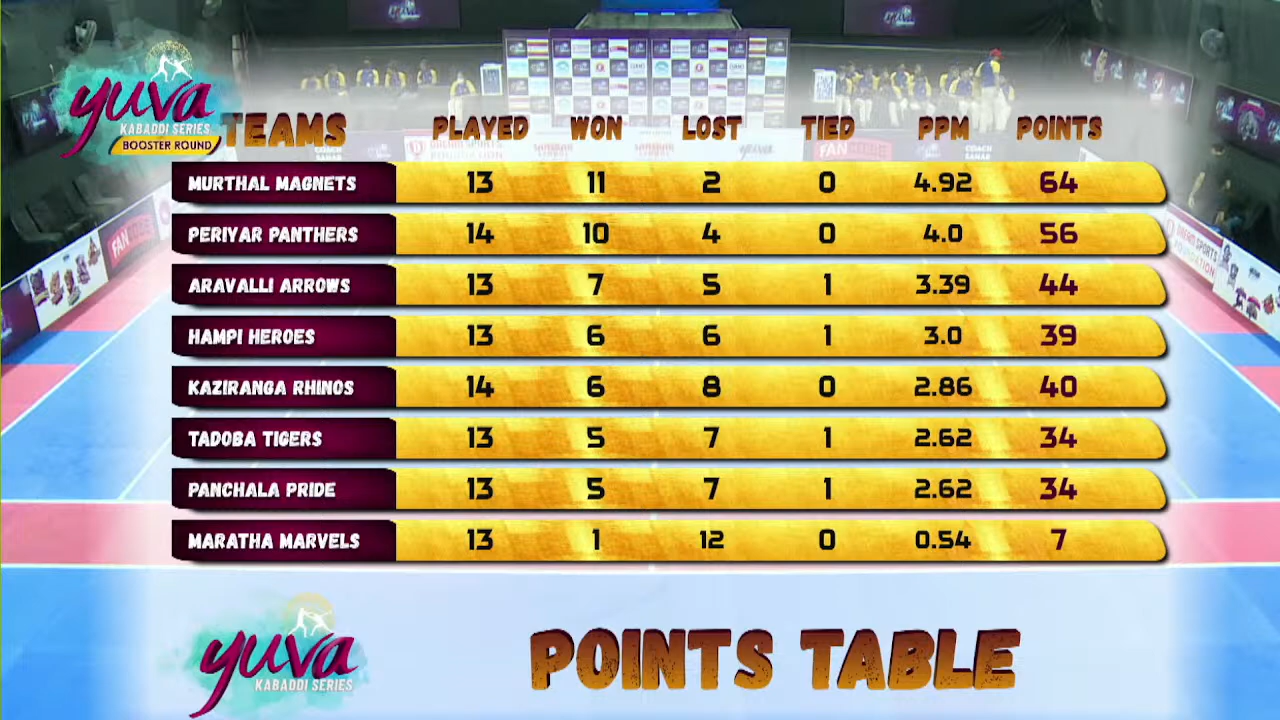 yuva
KABADDI SERIES
BOOSTER ROUND
TEAMS PLAYED WON LOST TIED PPM POINTS
MURTHAL MAGNETS 13 11 2 0 4.92 64
PERIYAR PANTHERS 14 10 4 0 4.0 56
ARAVALLI ARROWS 13 7 5 1 3.39 44
HAMPI HEROES 13 6 6 1 3.0 39
KAZIRANGA RHINOS 14 6 8 0 2.86 40
TADOBA TIGERS 13 5 7 1 2.62 34
PANCHALA PRIDE 13 5 7 1 2.62 34
MARATHA MARVELS 13 1 12 0 0.54 7
FAN
DREAM SPORTS
FOUNDATION
yuva
KABADDI SERIES
POINTS TABLE